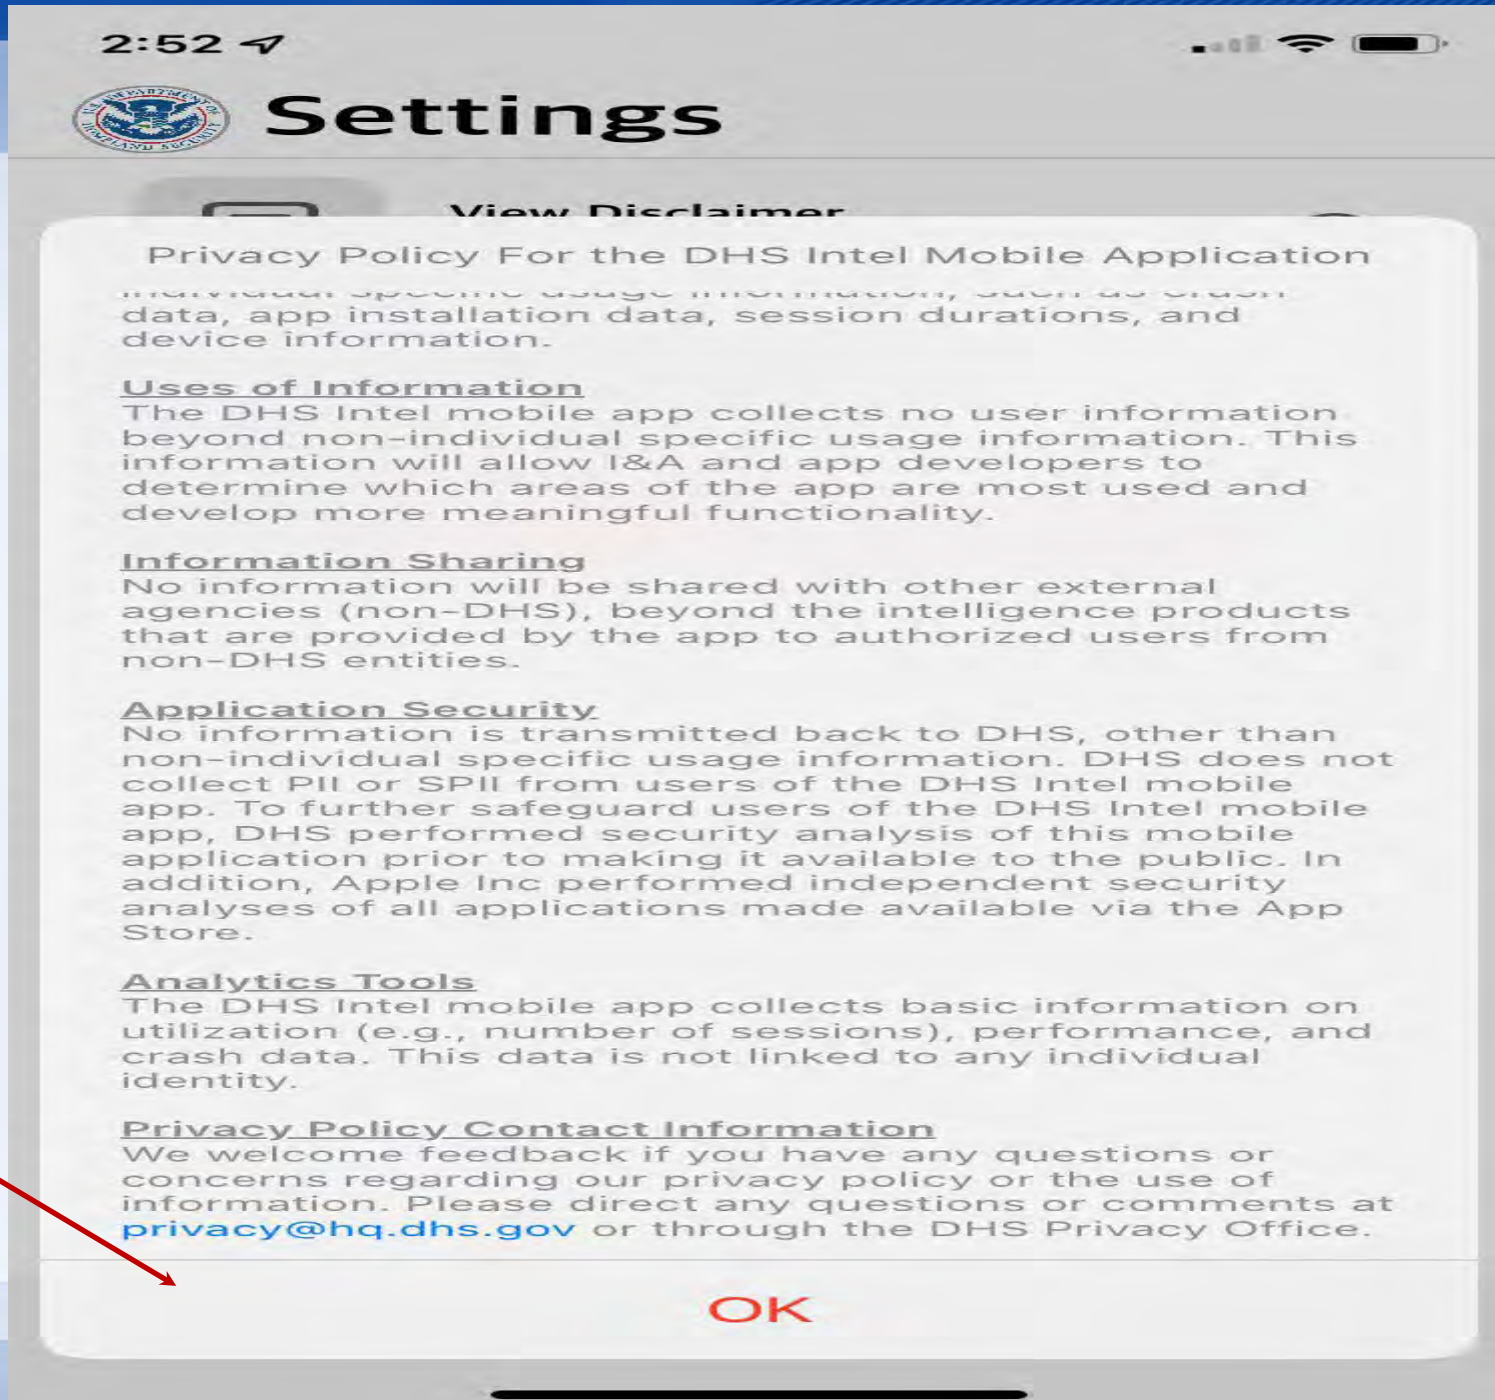 2:52
U.S. DEPARTMENT OF
HOMELAND SECURITY
Settings
View Disclaimer
Privacy Policy For the DHS Intel Mobile Application
individual specific usage information, such as crash
data, app installation data, session durations, and
device information.
Uses of Information
The DHS Intel mobile app collects no user information
beyond non-individual specific usage information. This
information will allow I&A and app developers to
determine which areas of the app are most used and
develop more meaningful functionality.
Information Sharing
No information will be shared with other external
agencies (non-DHS), beyond the intelligence products
that are provided by the app to authorized users from
non-DHS entities.
Application Security
No information is transmitted back to DHS, other than
non-individual specific usage information. DHS does not
collect PII or SPII from users of the DHS Intel mobile
app. To further safeguard users of the DHS Intel mobile
app, DHS performed security analysis of this mobile
application prior to making it available to the public. In
addition, Apple Inc performed independent security
analyses of all applications made available via the App
Store.
Analytics Tools
The DHS Intel mobile app collects basic information on
utilization (e.g., number of sessions), performance, and
crash data. This data is not linked to any individual
identity.
Privacy Policy Contact Information
We welcome feedback if you have any questions or
concerns regarding our privacy policy or the use of
information. Please direct any questions or comments at
privacy@hq.dhs.gov or through the DHS Privacy Office.
OK